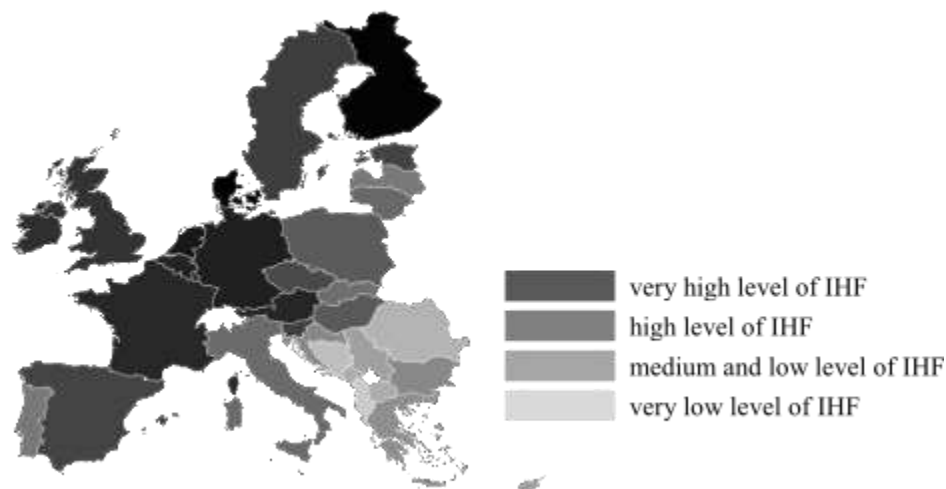 very high level of IHF
high level of IHF
medium and low level of IHF
very low level of IHF